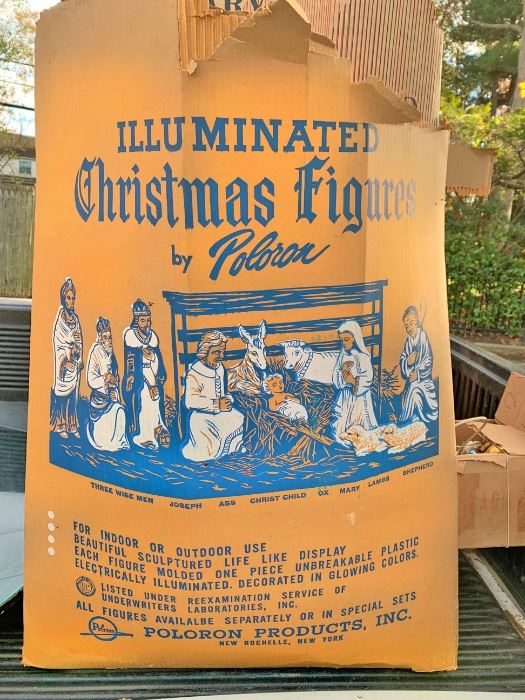 ILLUMINATED
Christmas Figures
by Poloron
THREE WISE MEN JOSEPH ASS CHRIST CHILD OX MARY LAMBS SHEPHERD
FOR INDOOR OR OUTDOOR USE
BEAUTIFUL SCULPTURED LIFE LIKE DISPLAY
EACH FIGURE MOLDED ONE PIECE UNBREAKABLE PLASTIC
ELECTRICALLY ILLUMINATED. DECORATED IN GLOWING COLORS.
LISTED UNDER REEXAMINATION SERVICE OF
UNDERWRITERS LABORATORIES, INC.
ALL FIGURES AVAILALBE SEPARATELY OR IN SPECIAL SETS
Poloron POLORON PRODUCTS, INC.
NEW ROCHELLE, NEW YORK